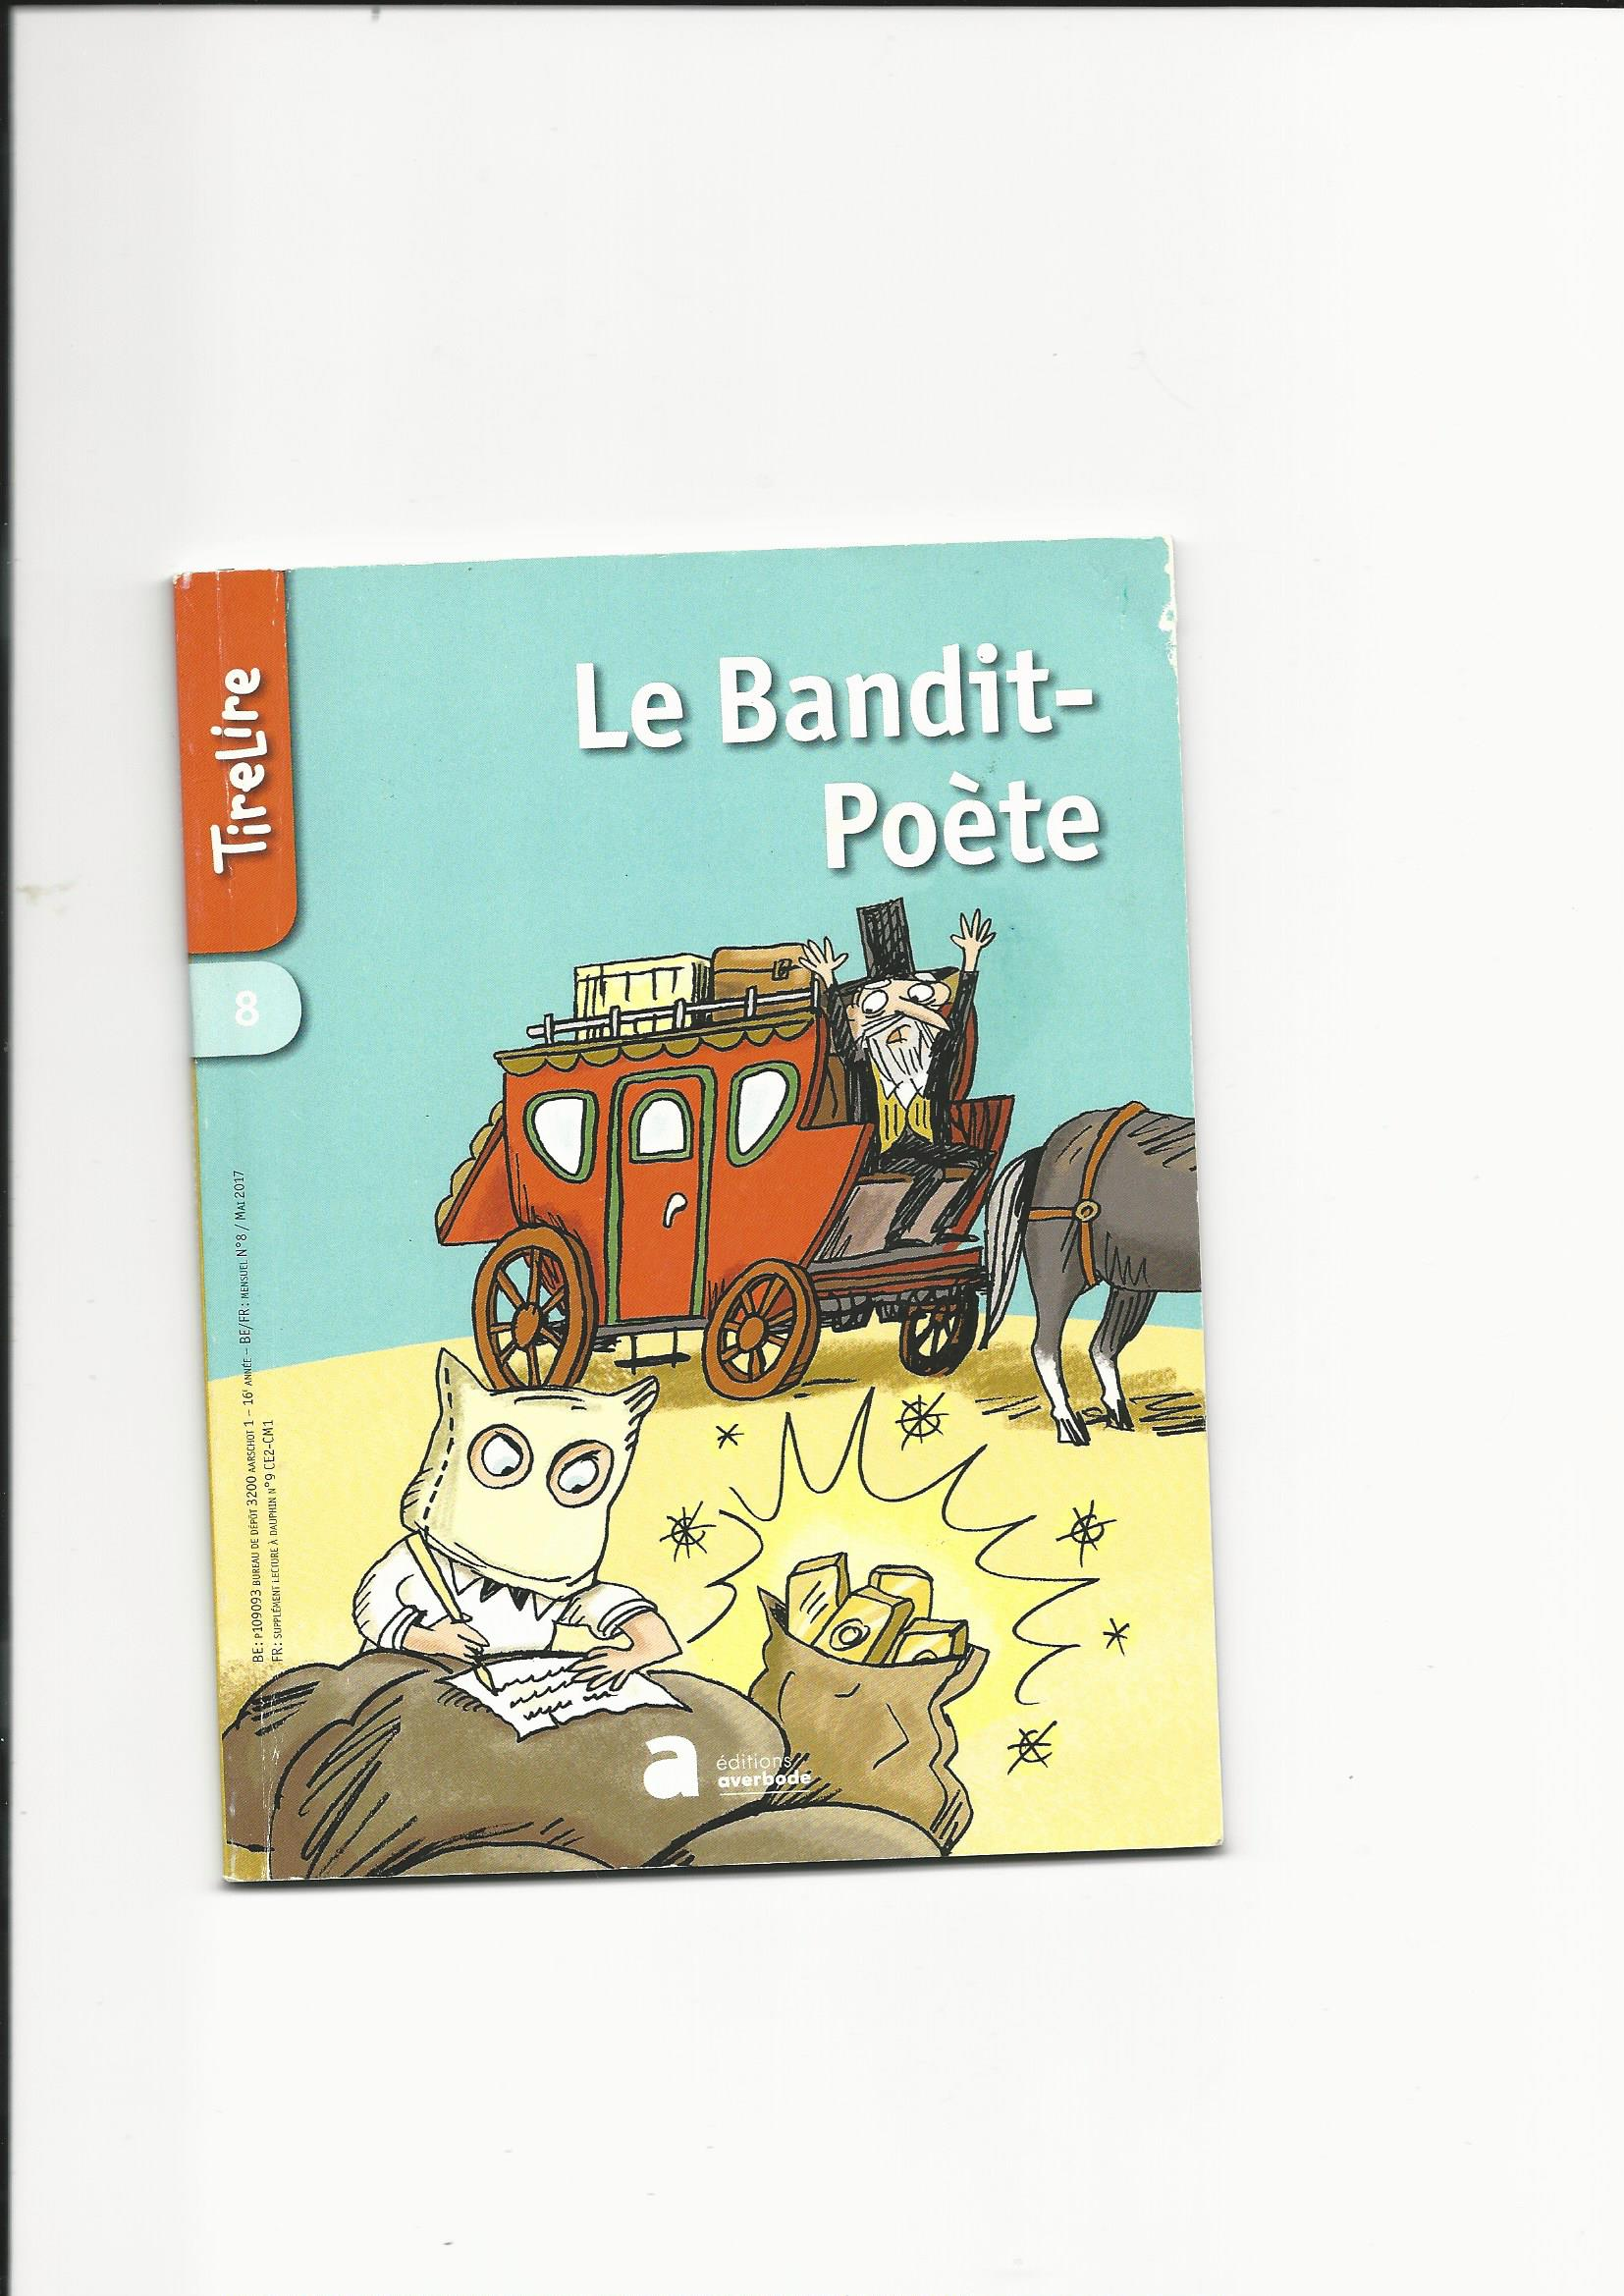 TireLire
8
Le Bandit-
Poète
BE: P109093 BUREAU DE DÉPÔT 3200 AARSCHOT 1 – 16e ANNÉE – BE/FR: MENSUEL N°8 / MAI 2017
FR: SUPPLÉMENT LECTURE À DAUPHIN N°9 CE2-CM1
a
éditions
averbode